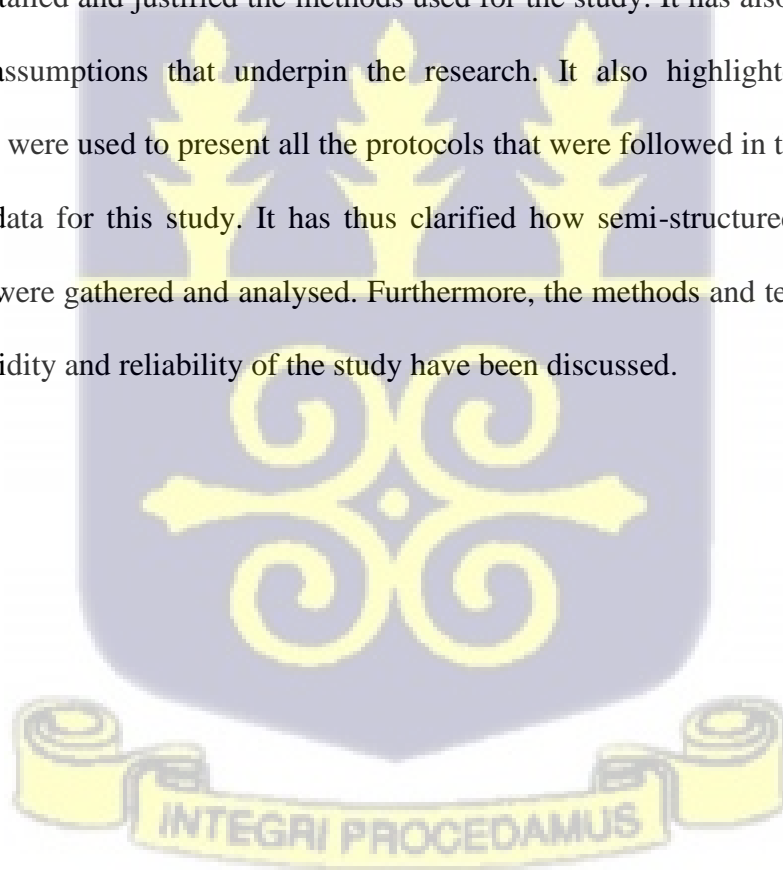 and justified the methods used for the study. It has also
assumptions that underpin the research. It also highlight
were used to present all the protocols that were followed in t
data for this study. It has thus clarified how semi-structured
were gathered and analysed. Furthermore, the methods and te
idity and reliability of the study have been discussed.
INTEGRI PROCEDAMUS